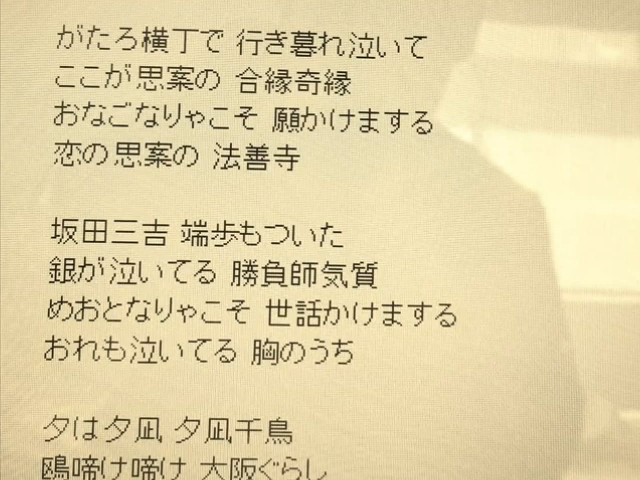 がたろ横丁で 行き暮れ泣いて
ここが思案の 合縁奇縁
おなごなりゃこそ 願かけまする
恋の思案の 法善寺
坂田三吉 端歩もついた
銀が泣いてる 勝負師気質
めおとなりゃこそ 世話かけまする
おれも泣いてる 胸のうち
夕は夕凪 夕凪千鳥
鴎啼け啼け 大阪ぐらし